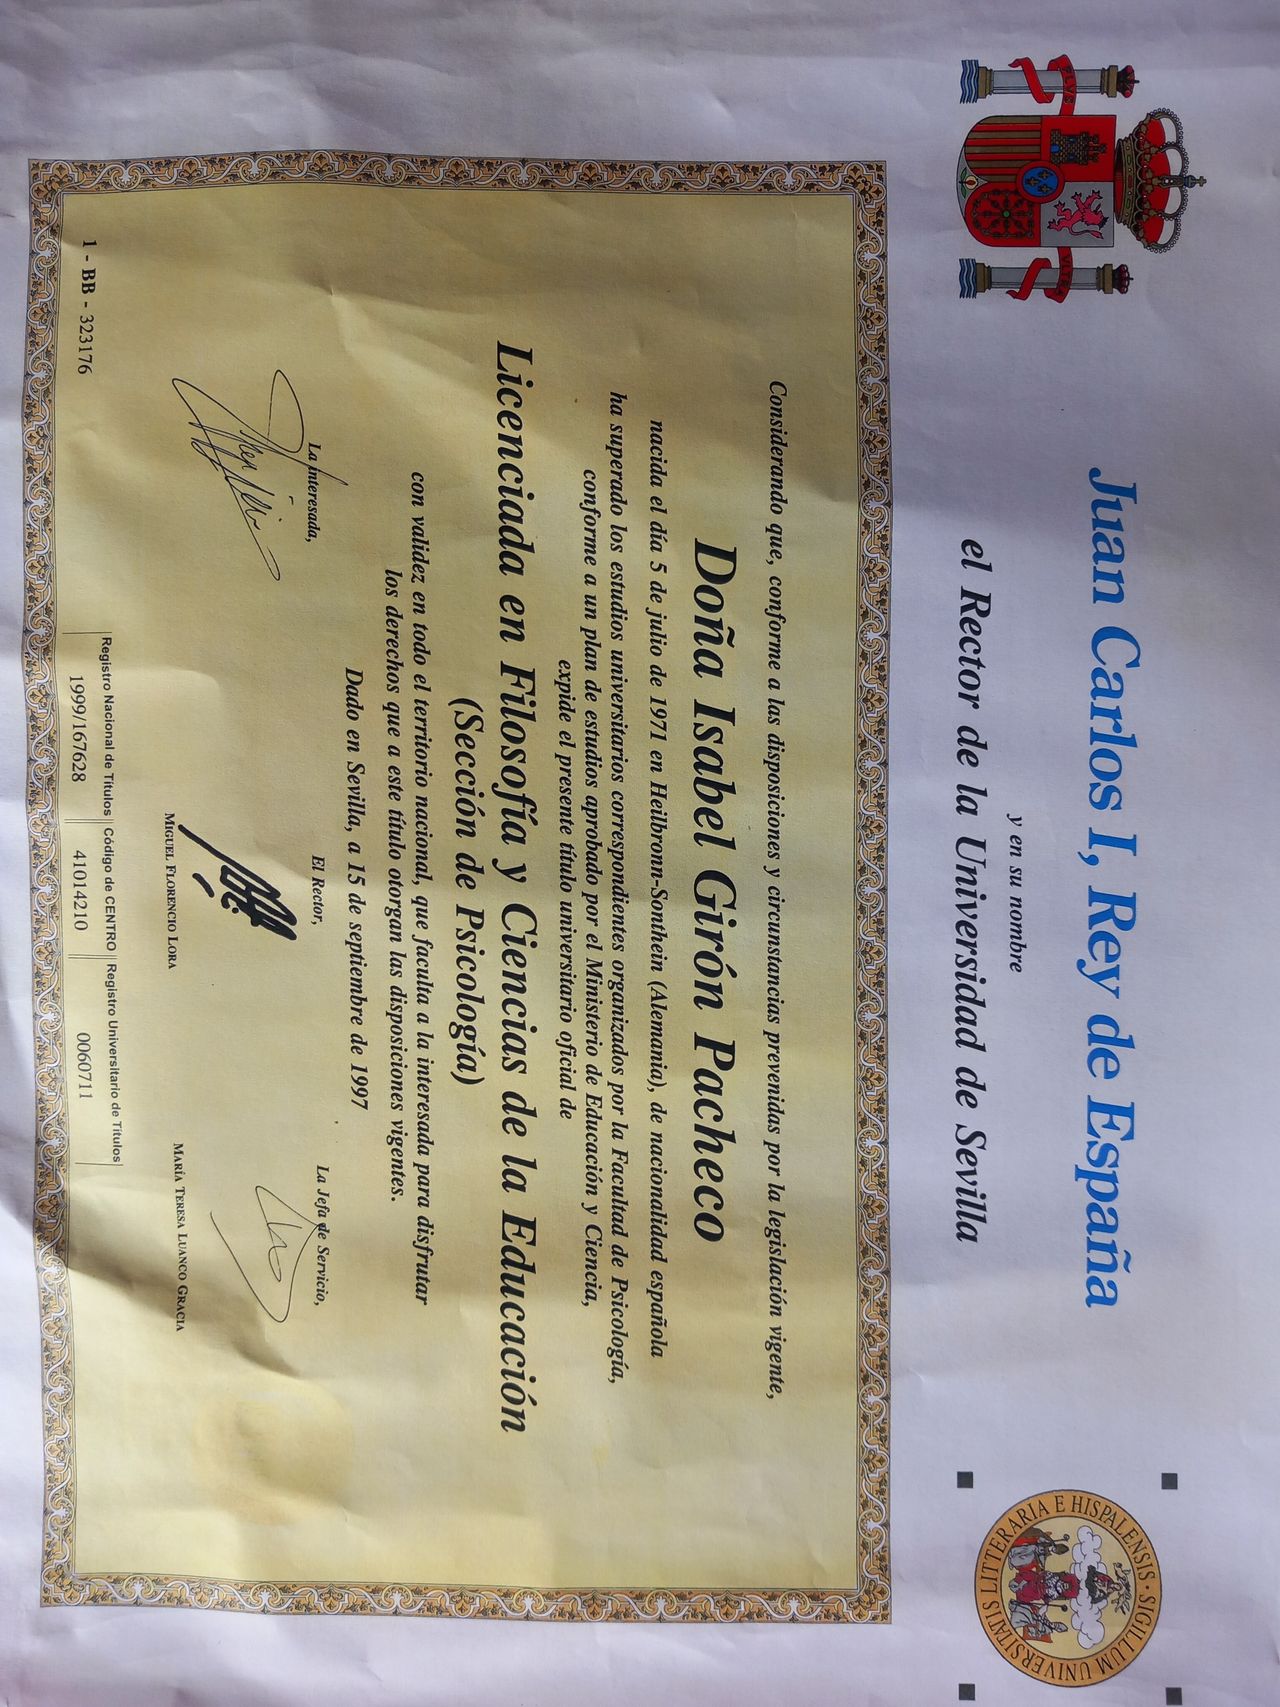 PLVS
VLTRA
Juan Carlos I, Rey de España
y en su nombre
el Rector de la Universidad de Sevilla
SIGILLUM UNIVERSITATIS LITTERARIA E HISPALENSIS
Considerando que, conforme a las disposiciones y circunstancias prevenidas por la legislación vigente,
Doña Isabel Girón Pacheco
nacida el día 5 de julio de 1971 en Heilbronn-Sonthein (Alemania), de nacionalidad española
ha superado los estudios universitarios correspondientes organizados por la Facultad de Psicología,
conforme a un plan de estudios aprobado por el Ministerio de Educación y Ciencia,
expide el presente título universitario oficial de
Licenciada en Filosofía y Ciencias de la Educación
(Sección de Psicología)
con validez en todo el territorio nacional, que faculta a la interesada para disfrutar
los derechos que a este título otorgan las disposiciones vigentes.
Dado en Sevilla, a 15 de septiembre de 1997
La interesada,
El Rector,
La Jefa de Servicio,
MIGUEL FLORENCIO LORA
MARÍA TERESA LUANCO GRACIA
1 - BB - 323176
Registro Nacional de Títulos
Código de CENTRO
Registro Universitario de Títulos
1999/167628
41014210
0060711